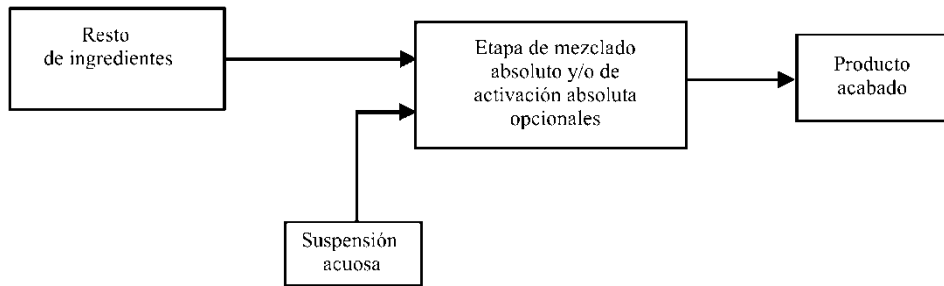 Resto
de ingredientes
Etapa de mezclado
absoluto y/o de
activación absoluta
opcionales
Producto
acabado
Suspensión
acuosa